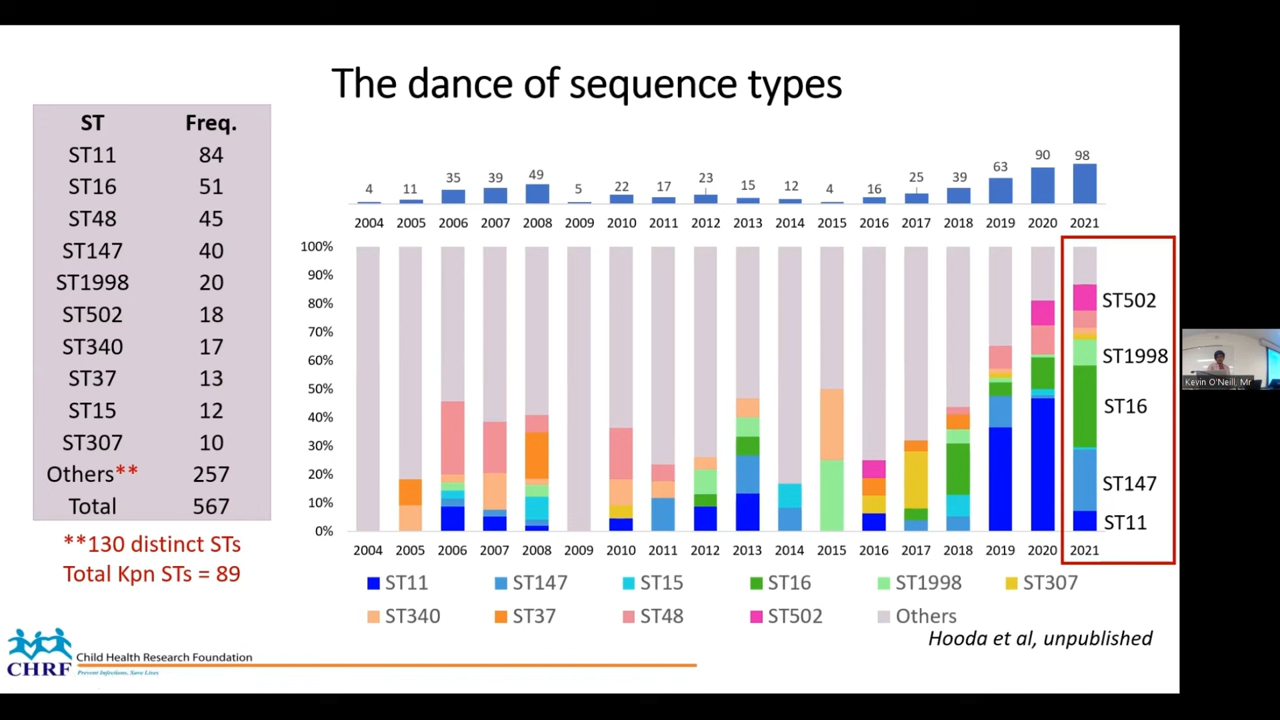 The dance of sequence types
ST Freq.
ST11 84
ST16 51
ST48 45
ST147 40
ST1998 20
ST502 18
ST340 17
ST37 13
ST15 12
ST307 10
Others** 257
Total 567
**130 distinct STs
Total Kpn STs = 89
4 11 35 39 49 5 22 17 23 15 12 4 16 25 39 63 90 98
2004 2005 2006 2007 2008 2009 2010 2011 2012 2013 2014 2015 2016 2017 2018 2019 2020 2021
100%
90%
80%
70%
60%
50%
40%
30%
20%
10%
0%
ST502
ST1998
ST16
ST147
ST11
2004 2005 2006 2007 2008 2009 2010 2011 2012 2013 2014 2015 2016 2017 2018 2019 2020 2021
ST11 ST147 ST15 ST16 ST1998 ST307
ST340 ST37 ST48 ST502 Others
Hooda et al, unpublished
CHRF
Child Health Research Foundation
Prevent Infections, Save Lives
Kevin O'Neill, Mr